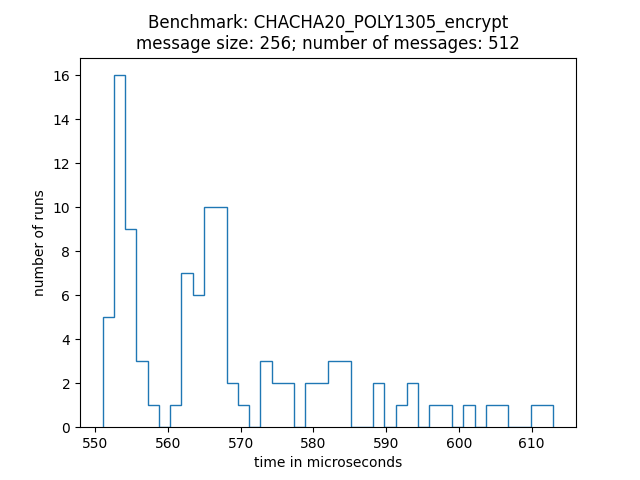 Benchmark: CHACHA20_POLY1305_encrypt
message size: 256; number of messages: 512
16
14
12
10
8
6
4
2
0
number of runs
550 560 570 580 590 600 610
time in microseconds